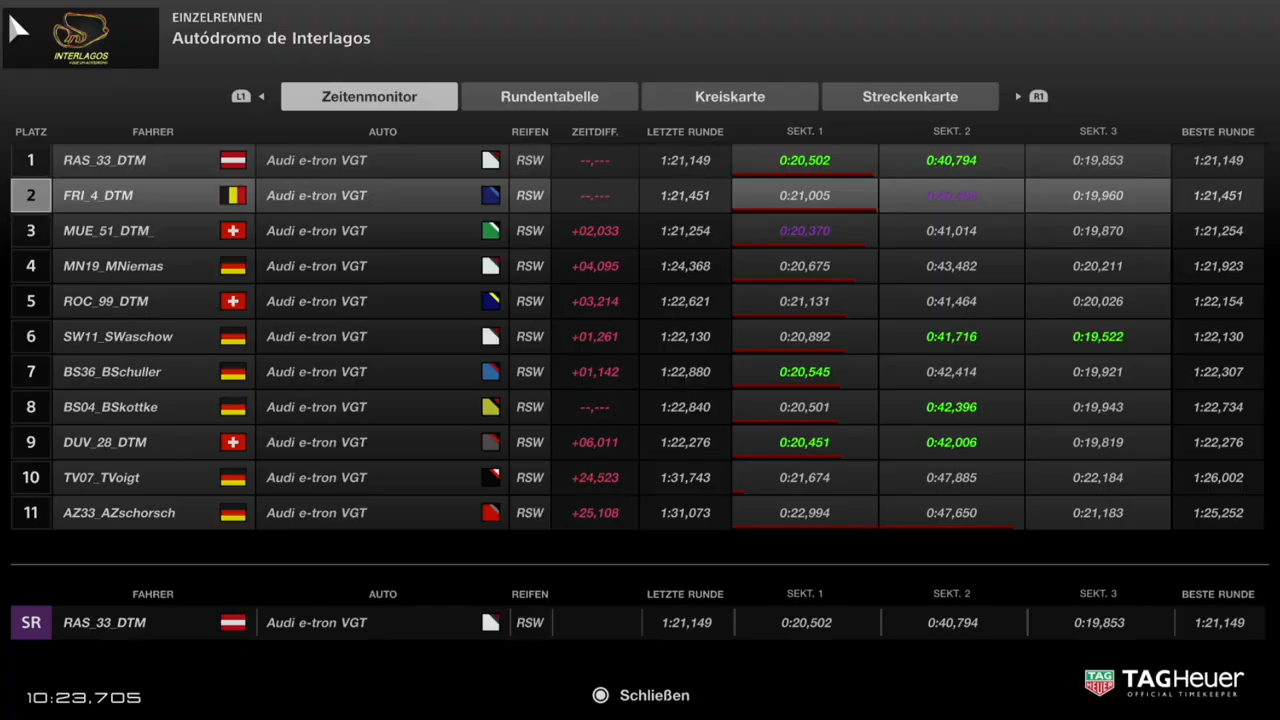 EINZELRENNEN
Autódromo de Interlagos
INTERLAGOS
L1 Zeitenmonitor Rundentabelle Kreiskarte Streckenkarte R1
PLATZ FAHRER AUTO REIFEN ZEITDIFF. LETZTE RUNDE SEKT. 1 SEKT. 2 SEKT. 3 BESTE RUNDE
1 RAS_33_DTM Audi e-tron VGT RSW --,--- 1:21,149 0:20,502 0:40,794 0:19,853 1:21,149
2 FRI_4_DTM Audi e-tron VGT RSW --,--- 1:21,451 0:21,005 0:19,960 1:21,451
3 MUE_51_DTM_ Audi e-tron VGT RSW +02,033 1:21,254 0:20,370 0:41,014 0:19,870 1:21,254
4 MN19_MNiemas Audi e-tron VGT RSW +04,095 1:24,368 0:20,675 0:43,482 0:20,211 1:21,923
5 ROC_99_DTM Audi e-tron VGT RSW +03,214 1:22,621 0:21,131 0:41,464 0:20,026 1:22,154
6 SW11_SWaschow Audi e-tron VGT RSW +01,261 1:22,130 0:20,892 0:41,716 0:19,522 1:22,130
7 BS36_BSchuller Audi e-tron VGT RSW +01,142 1:22,880 0:20,545 0:42,414 0:19,921 1:22,307
8 BS04_BSkottke Audi e-tron VGT RSW --,--- 1:22,840 0:20,501 0:42,396 0:19,943 1:22,734
9 DUV_28_DTM Audi e-tron VGT RSW +06,011 1:22,276 0:20,451 0:42,006 0:19,819 1:22,276
10 TV07_TVoigt Audi e-tron VGT RSW +24,523 1:31,743 0:21,674 0:47,885 0:22,184 1:26,002
11 AZ33_AZschorsch Audi e-tron VGT RSW +25,108 1:31,073 0:22,994 0:47,650 0:21,183 1:25,252
FAHRER AUTO REIFEN LETZTE RUNDE SEKT. 1 SEKT. 2 SEKT. 3 BESTE RUNDE
SR RAS_33_DTM Audi e-tron VGT RSW 1:21,149 0:20,502 0:40,794 0:19,853 1:21,149
10:23,705
Schließen
TAG HEUER TAGHeuer
OFFICIAL TIMEKEEPER